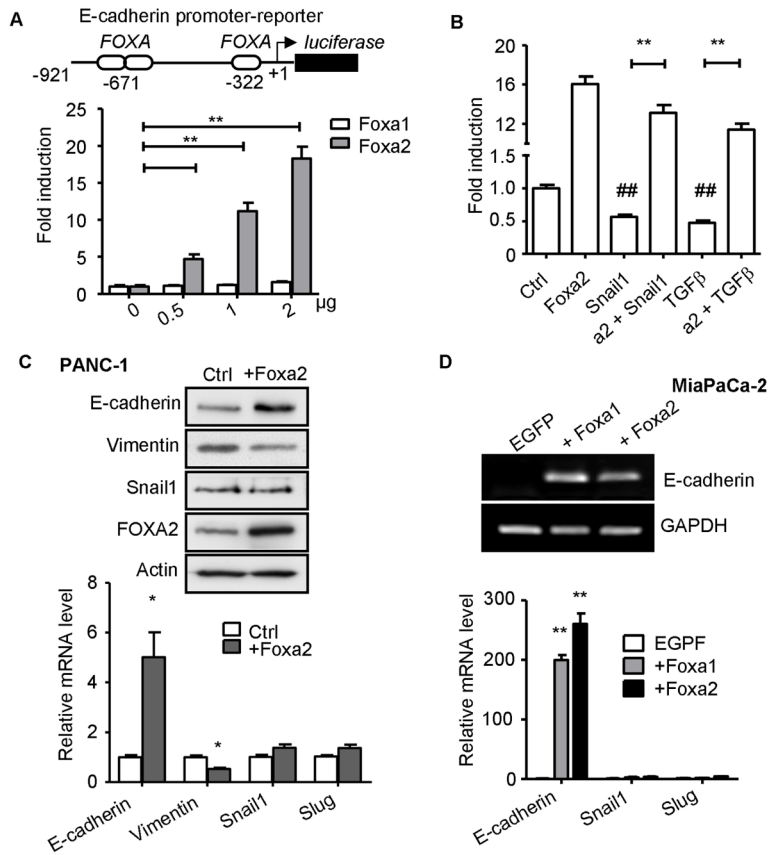 A
E-cadherin promoter-reporter
FOXA FOXA luciferase
-921 -671 -322 +1
Fold induction
25
20
15
10
5
0
** 
**
Foxa1
Foxa2
0 0.5 1 2 µg
B
Fold induction
20
16
12
8
1.5
1.0
0.5
0
** **
## ##
Ctrl
Foxa2
Snail1
a2 + Snail1
TGFβ
a2 + TGFβ
C PANC-1
Ctrl +Foxa2
E-cadherin
Vimentin
Snail1
FOXA2
Actin
Relative mRNA level
8
6
4
2
0
*
*
Ctrl
+Foxa2
E-cadherin
Vimentin
Snail1
Slug
D
MiaPaCa-2
EGFP
+ Foxa1
+ Foxa2
E-cadherin
GAPDH
Relative mRNA level
300
200
100
0
**
**
EGPF
+Foxa1
+Foxa2
E-cadherin
Snail1
Slug